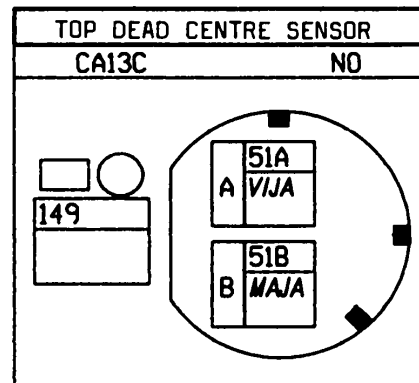 TOP DEAD CENTRE SENSOR
CA13C NO
149
A 51A
VIJA
B 51B
MAJA